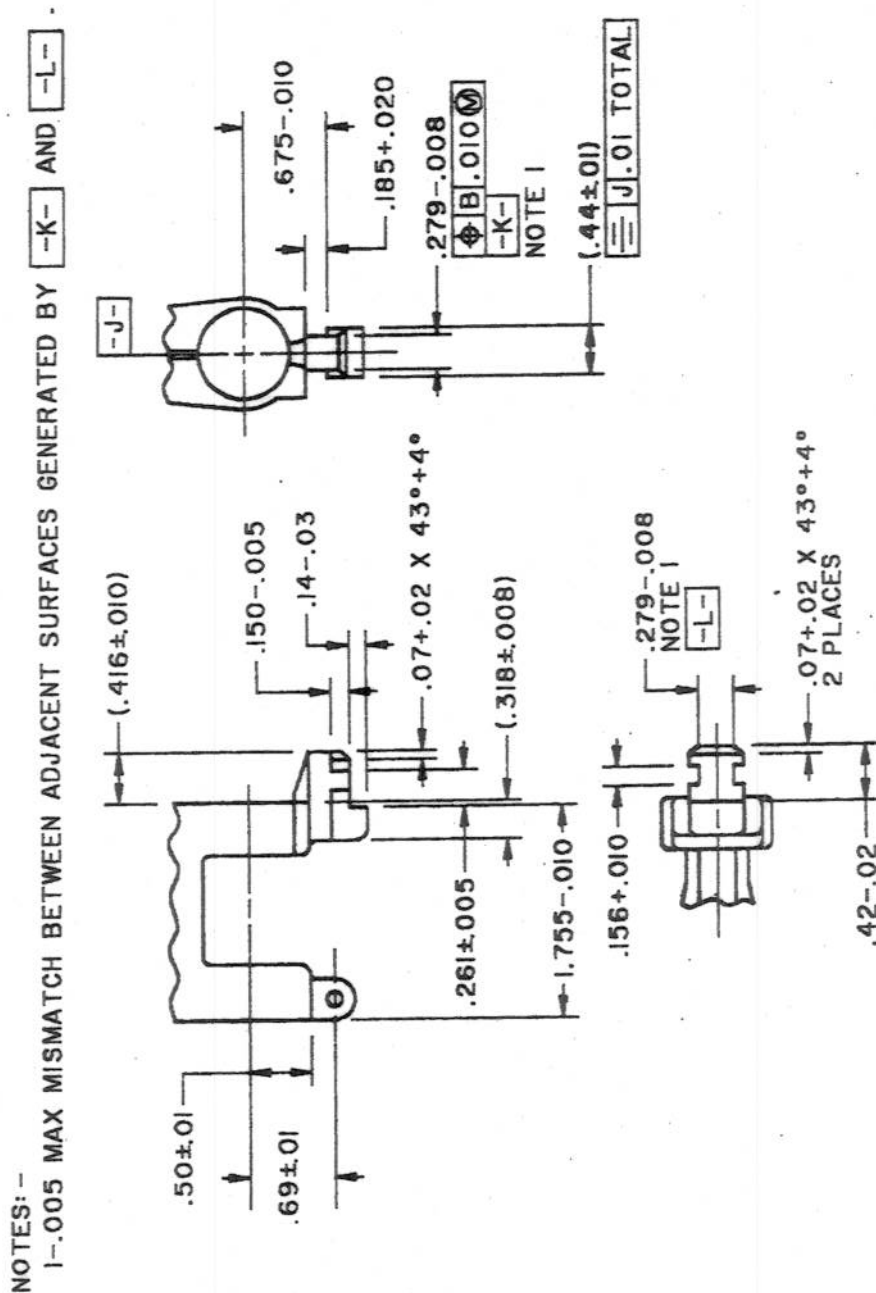 NOTES:-
1-.005 MAX MISMATCH BETWEEN ADJACENT SURFACES GENERATED BY -K- AND -L- .
-J-
.675-.010
.185+.020
.279-.008
⌖ B .010 Ⓜ
-K-
NOTE 1
(.44±.01)
⌯ J .01 TOTAL
(.416±.010)
.150-.005
.14-.03
.07+.02 X 43°+4°
(.318±.008)
.50±.01
.69±.01
.261±.005
1.755-.010
.279-.008
NOTE 1
-L-
.156+.010
.07+.02 X 43°+4°
2 PLACES
.42-.02